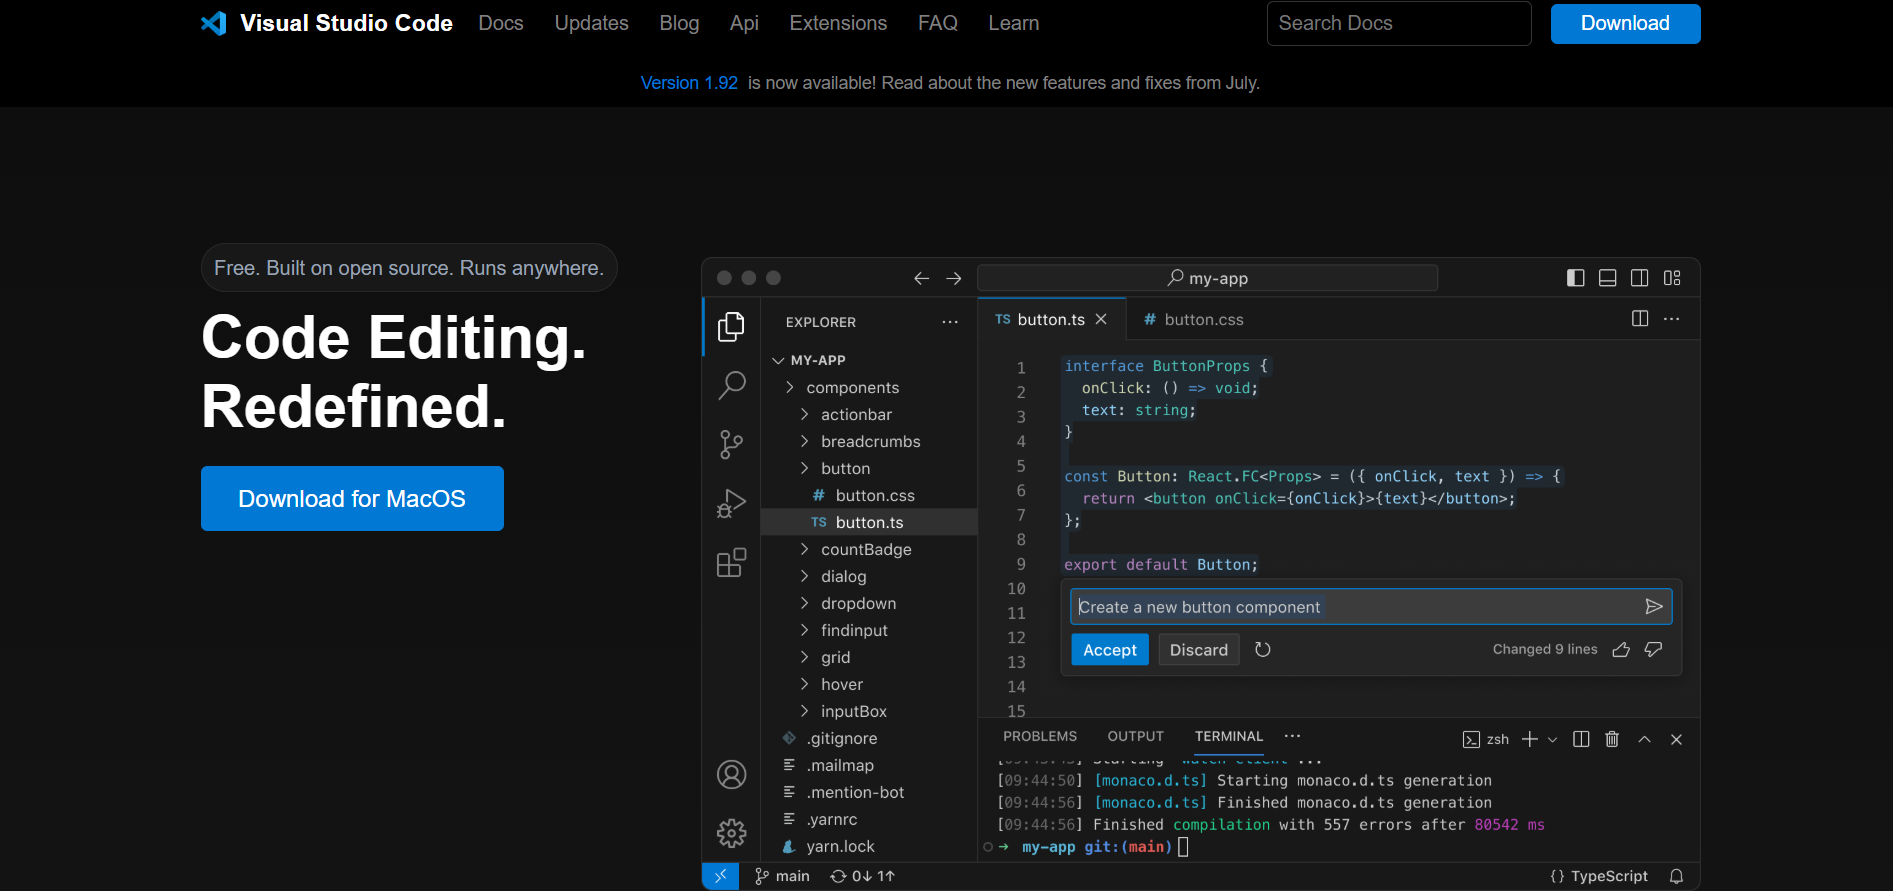 Visual Studio Code Docs Updates Blog Api Extensions FAQ Learn Search Docs Download
Version 1.92 is now available! Read about the new features and fixes from July.
Free. Built on open source. Runs anywhere.
Code Editing.
Redefined.
Download for MacOS
my-app
EXPLORER
MY-APP
components
actionbar
breadcrumbs
button
# button.css
TS button.ts
countBadge
dialog
dropdown
findinput
grid
hover
inputBox
.gitignore
.mailmap
.mention-bot
.yarnrc
yarn.lock
TS button.ts # button.css
1
2
3
4
5
6
7
8
9
10
11
12
13
14
15
interface ButtonProps {
onClick: () => void;
text: string;
}
const Button: React.FC<Props> = ({ onClick, text }) => {
return <button onClick={onClick}>{text}</button>;
};
export default Button;
Create a new button component
Accept Discard Changed 9 lines
PROBLEMS OUTPUT TERMINAL ... zsh
[09:44:50] [monaco.d.ts] Starting monaco.d.ts generation
[09:44:56] [monaco.d.ts] Finished monaco.d.ts generation
[09:44:56] Finished compilation with 557 errors after 80542 ms
my-app git:(main)
main 0↓ 1↑ {} TypeScript